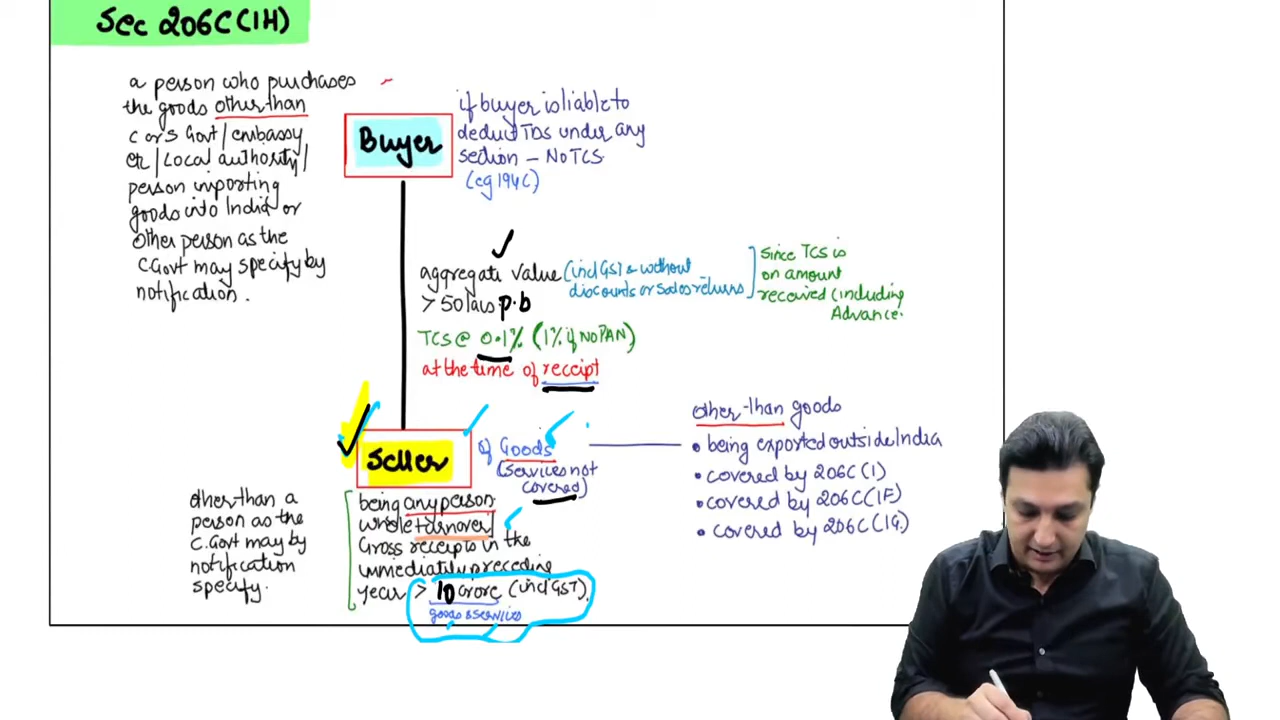 Sec 206C(1H)
a person who purchases
the goods other than
C or S Govt / embassy
etc / Local authority /
person importing
goods into India or
other person as the
C.Govt may specify by
notification.
Buyer
if buyer is liable to
deduct TDS under any
section – No TCS
(eg 194C)
aggregate value (incl GST & without
discounts or sales returns
> 50 lacs p.b
since TCS is
on amount
received (including
Advance.
TCS @ 0.1% (1% if No PAN)
at the time of receipt
Seller
of Goods
(services not
covered)
other than goods
• being exported outside India
• covered by 206C(1)
• covered by 206C(1F)
• covered by 206C(1G)
other than a
person as the
C.Govt may by
notification
specify.
being any person
whose turnover/
Gross receipts in the
immediately preceding
year > 10 crore (incl GST).
goods & services